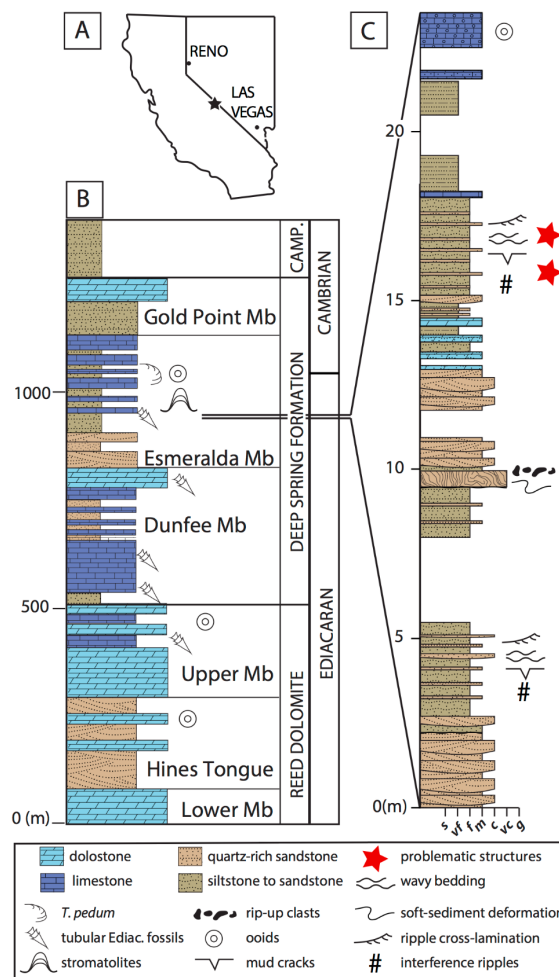 A
RENO
LAS
VEGAS
B
CAMP.
CAMBRIAN
Gold Point Mb
1000
DEEP SPRING FORMATION
Esmeralda Mb
Dunfee Mb
500
EDIACARAN
Upper Mb
REED DOLOMITE
Hines Tongue
0 (m)
Lower Mb
C
20
15
#
10
5
#
0(m)
s
vf
f
m
c
vc
g
dolostone
quartz-rich sandstone
problematic structures
limestone
siltstone to sandstone
wavy bedding
T. pedum
rip-up clasts
soft-sediment deformation
tubular Ediac. fossils
ooids
ripple cross-lamination
stromatolites
mud cracks
# interference ripples